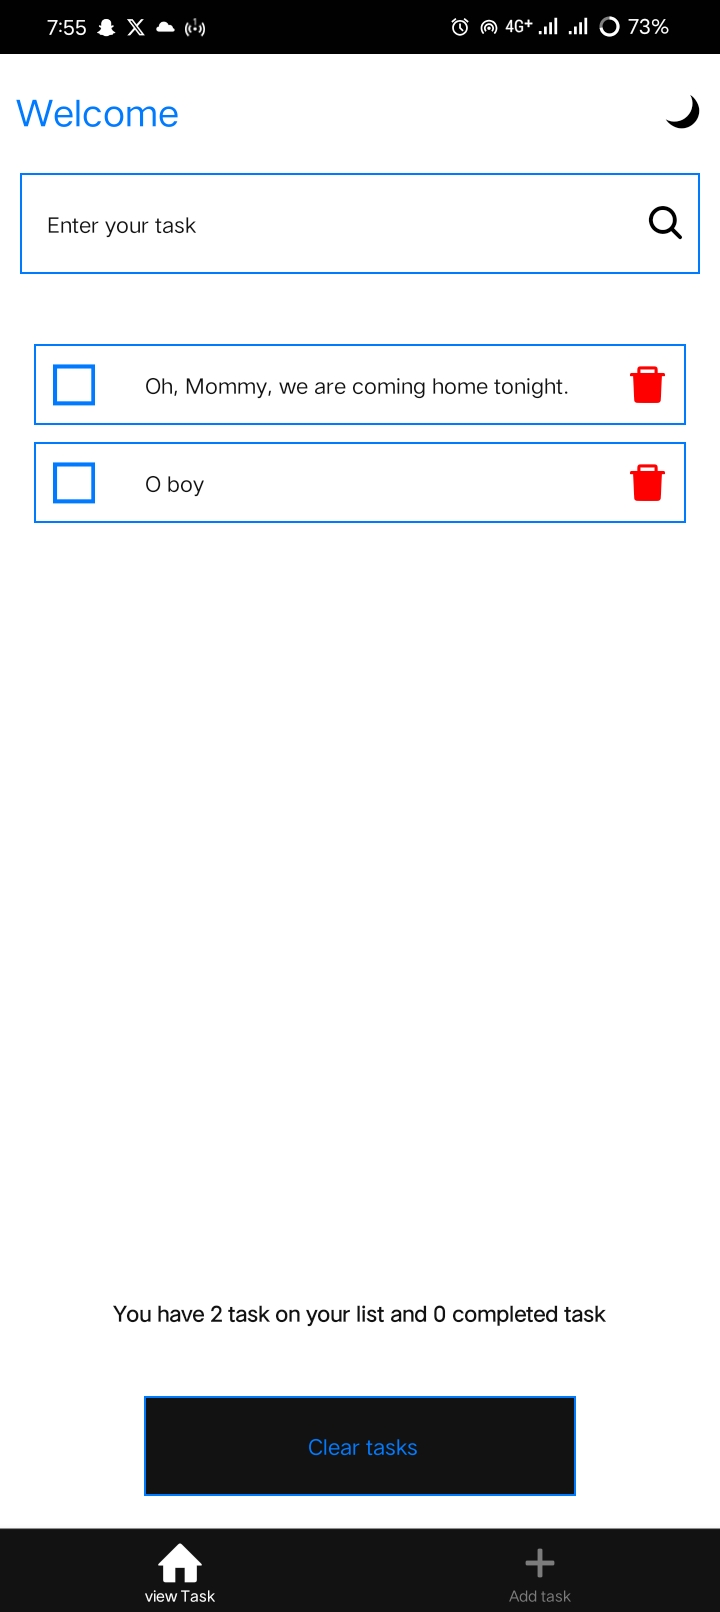 7:55 4G+ 73%
Welcome
Enter your task
Oh, Mommy, we are coming home tonight.
O boy
You have 2 task on your list and 0 completed task
Clear tasks
view Task
Add task